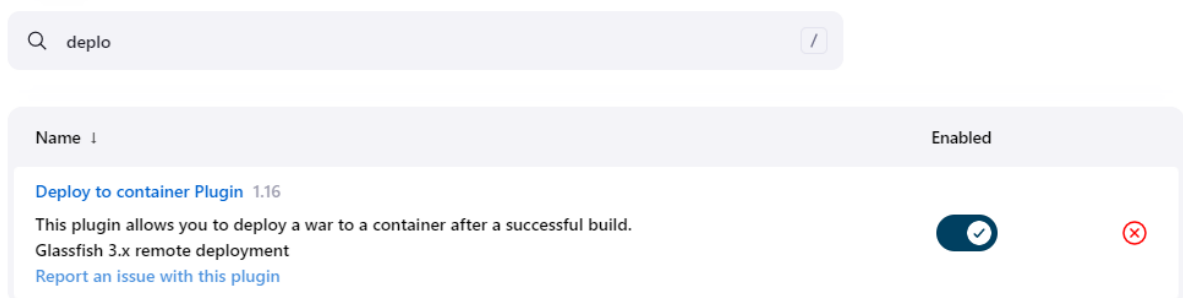 deplo /
Name ↓ Enabled
Deploy to container Plugin 1.16
This plugin allows you to deploy a war to a container after a successful build.
Glassfish 3.x remote deployment
Report an issue with this plugin